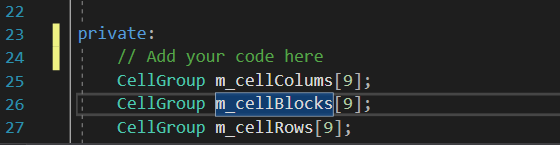 22
23 private:
24 // Add your code here
25 CellGroup m_cellColums[9];
26 CellGroup m_cellBlocks[9];
27 CellGroup m_cellRows[9];